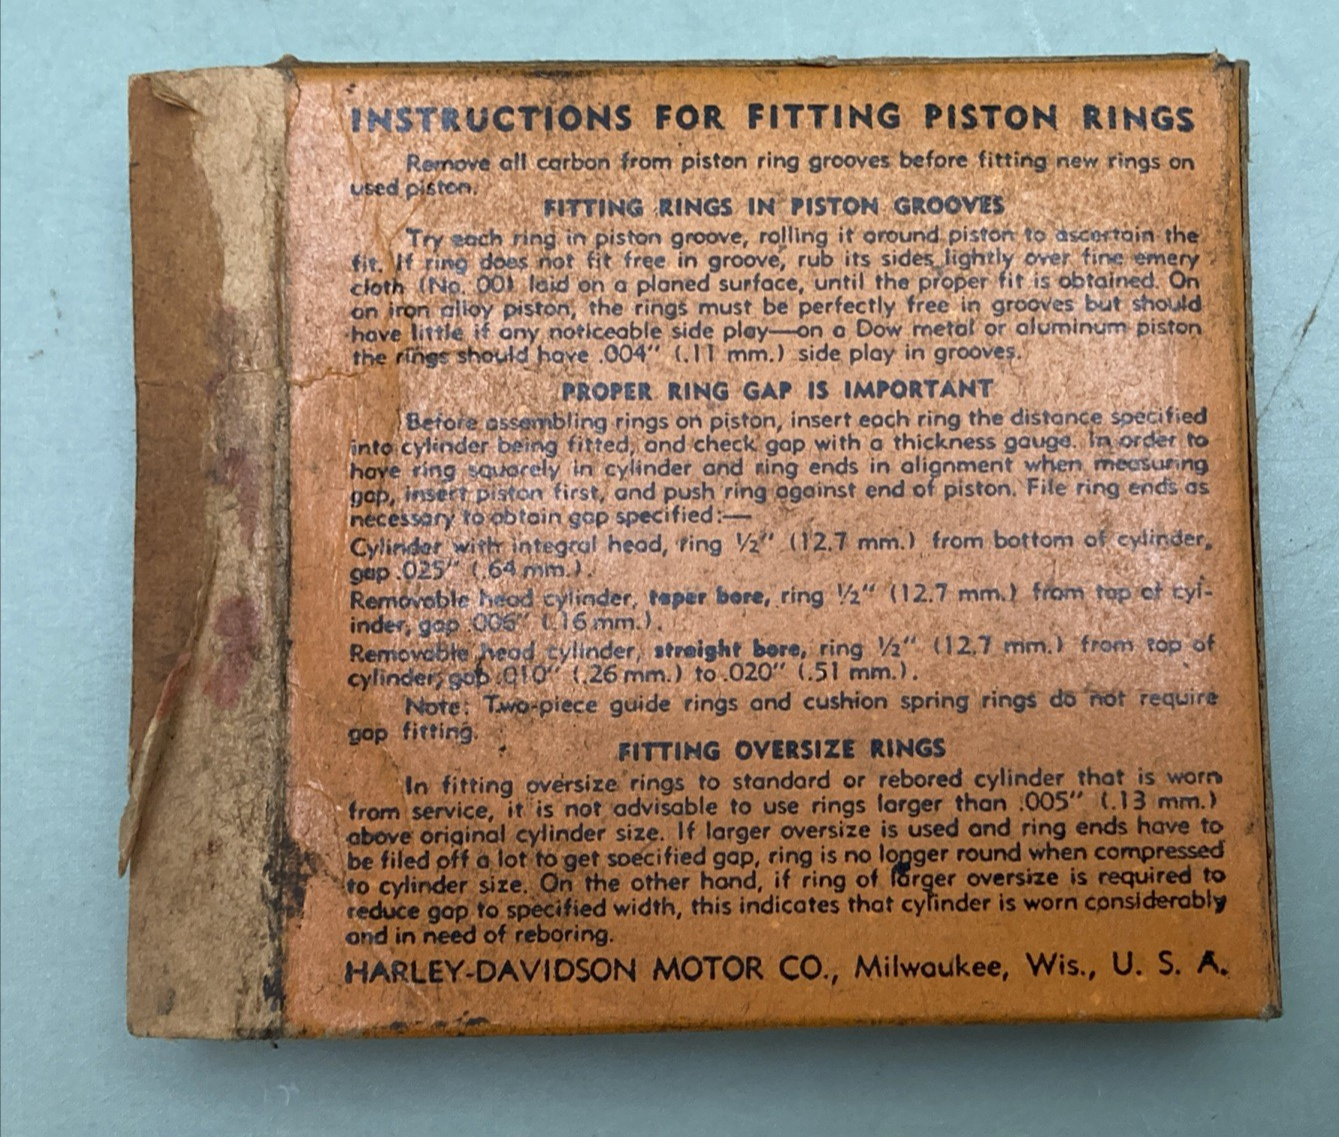 INSTRUCTIONS FOR FITTING PISTON RINGS
Remove all carbon from piston ring grooves before fitting new rings on
used piston.
FITTING RINGS IN PISTON GROOVES
Try each ring in piston groove, rolling it around piston to ascertain the
fit. If ring does not fit free in groove, rub its sides lightly over fine emery
cloth (No. 00) laid on a planed surface, until the proper fit is obtained. On
an iron alloy piston, the rings must be perfectly free in grooves but should
have little if any noticeable side play—on a Dow metal or aluminum piston
the rings should have .004" (.11 mm.) side play in grooves.
PROPER RING GAP IS IMPORTANT
Before assembling rings on piston, insert each ring the distance specified
into cylinder being fitted, and check gap with a thickness gauge. In order to
have ring squarely in cylinder and ring ends in alignment when measuring
gap, insert piston first, and push ring against end of piston. File ring ends as
necessary to obtain gap specified:—
Cylinder with integral head, ring ½" (12.7 mm.) from bottom of cylinder,
gap .025" (.64 mm.).
Removable head cylinder, taper bore, ring ½" (12.7 mm.) from top of cyl-
inder, gap .006" (.16 mm.).
Removable head cylinder, straight bore, ring ½" (12.7 mm.) from top of
cylinder, gap .010" (.26 mm.) to .020" (.51 mm.).
Note: Two-piece guide rings and cushion spring rings do not require
gap fitting.
FITTING OVERSIZE RINGS
In fitting oversize rings to standard or rebored cylinder that is worn
from service, it is not advisable to use rings larger than .005" (.13 mm.)
above original cylinder size. If larger oversize is used and ring ends have to
be filed off a lot to get specified gap, ring is no longer round when compressed
to cylinder size. On the other hand, if ring of larger oversize is required to
reduce gap to specified width, this indicates that cylinder is worn considerably
and in need of reboring.
HARLEY-DAVIDSON MOTOR CO., Milwaukee, Wis., U. S. A.